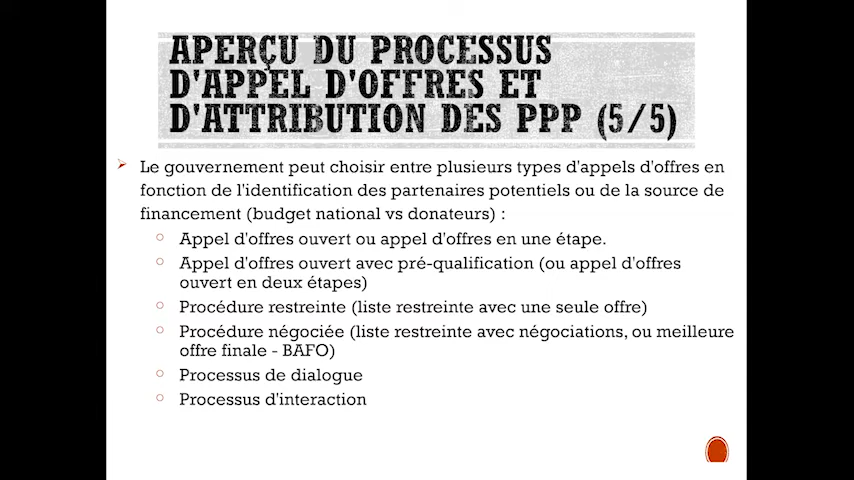 APERÇU DU PROCESSUS
D'APPEL D'OFFRES ET
D'ATTRIBUTION DES PPP (5/5)
Le gouvernement peut choisir entre plusieurs types d'appels d'offres en
fonction de l'identification des partenaires potentiels ou de la source de
financement (budget national vs donateurs) :
Appel d'offres ouvert ou appel d'offres en une étape.
Appel d'offres ouvert avec pré-qualification (ou appel d'offres
ouvert en deux étapes)
Procédure restreinte (liste restreinte avec une seule offre)
Procédure négociée (liste restreinte avec négociations, ou meilleure
offre finale - BAFO)
Processus de dialogue
Processus d'interaction